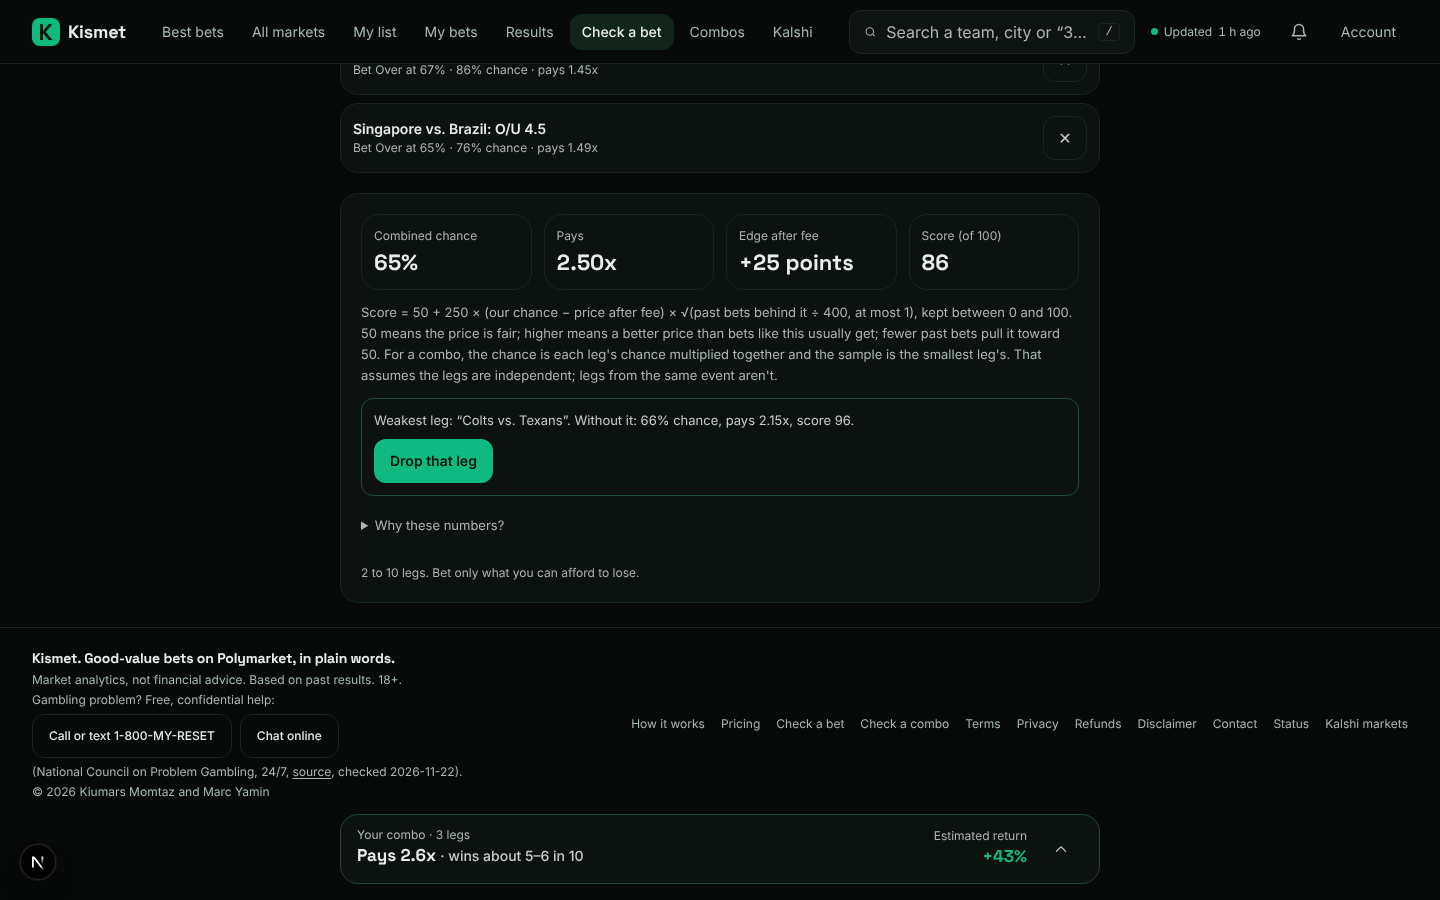 Kismet
Best bets
All markets
My list
My bets
Results
Check a bet
Combos
Kalshi
Search a team, city or “3...
/
Updated 1 h ago
Account
Bet Over at 67% · 86% chance · pays 1.45x
Singapore vs. Brazil: O/U 4.5
Bet Over at 65% · 76% chance · pays 1.49x
Combined chance
65%
Pays
2.50x
Edge after fee
+25 points
Score (of 100)
86
Score = 50 + 250 × (our chance − price after fee) × √(past bets behind it ÷ 400, at most 1), kept between 0 and 100.
50 means the price is fair; higher means a better price than bets like this usually get; fewer past bets pull it toward
50. For a combo, the chance is each leg's chance multiplied together and the sample is the smallest leg's. That
assumes the legs are independent; legs from the same event aren't.
Weakest leg: “Colts vs. Texans”. Without it: 66% chance, pays 2.15x, score 96.
Drop that leg
Why these numbers?
2 to 10 legs. Bet only what you can afford to lose.
Kismet. Good-value bets on Polymarket, in plain words.
Market analytics, not financial advice. Based on past results. 18+.
Gambling problem? Free, confidential help:
Call or text 1-800-MY-RESET
Chat online
(National Council on Problem Gambling, 24/7, source, checked 2026-11-22).
© 2026 Kiumars Momtaz and Marc Yamin
How it works
Pricing
Check a bet
Check a combo
Terms
Privacy
Refunds
Disclaimer
Contact
Status
Kalshi markets
Your combo · 3 legs
Pays 2.6x · wins about 5–6 in 10
Estimated return
+43%